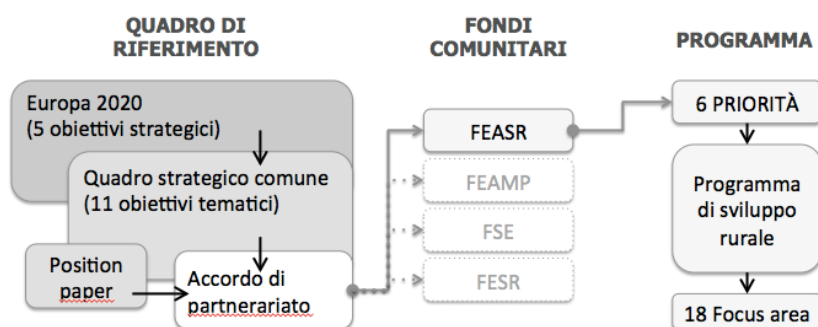 QUADRO DI
RIFERIMENTO
FONDI
COMUNITARI
PROGRAMMA
Europa 2020
(5 obiettivi strategici)
Quadro strategico comune
(11 obiettivi tematici)
Position
paper
Accordo di
partnerariato
FEASR
FEAMP
FSE
FESR
6 PRIORITÀ
Programma
di sviluppo
rurale
18 Focus area